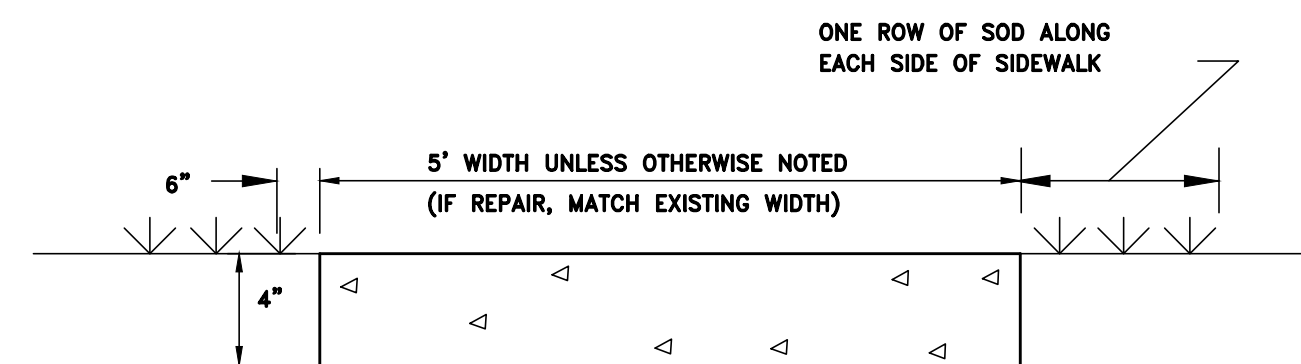 ONE ROW OF SOD ALONG
EACH SIDE OF SIDEWALK
5' WIDTH UNLESS OTHERWISE NOTED
6"
(IF REPAIR, MATCH EXISTING WIDTH)
4"